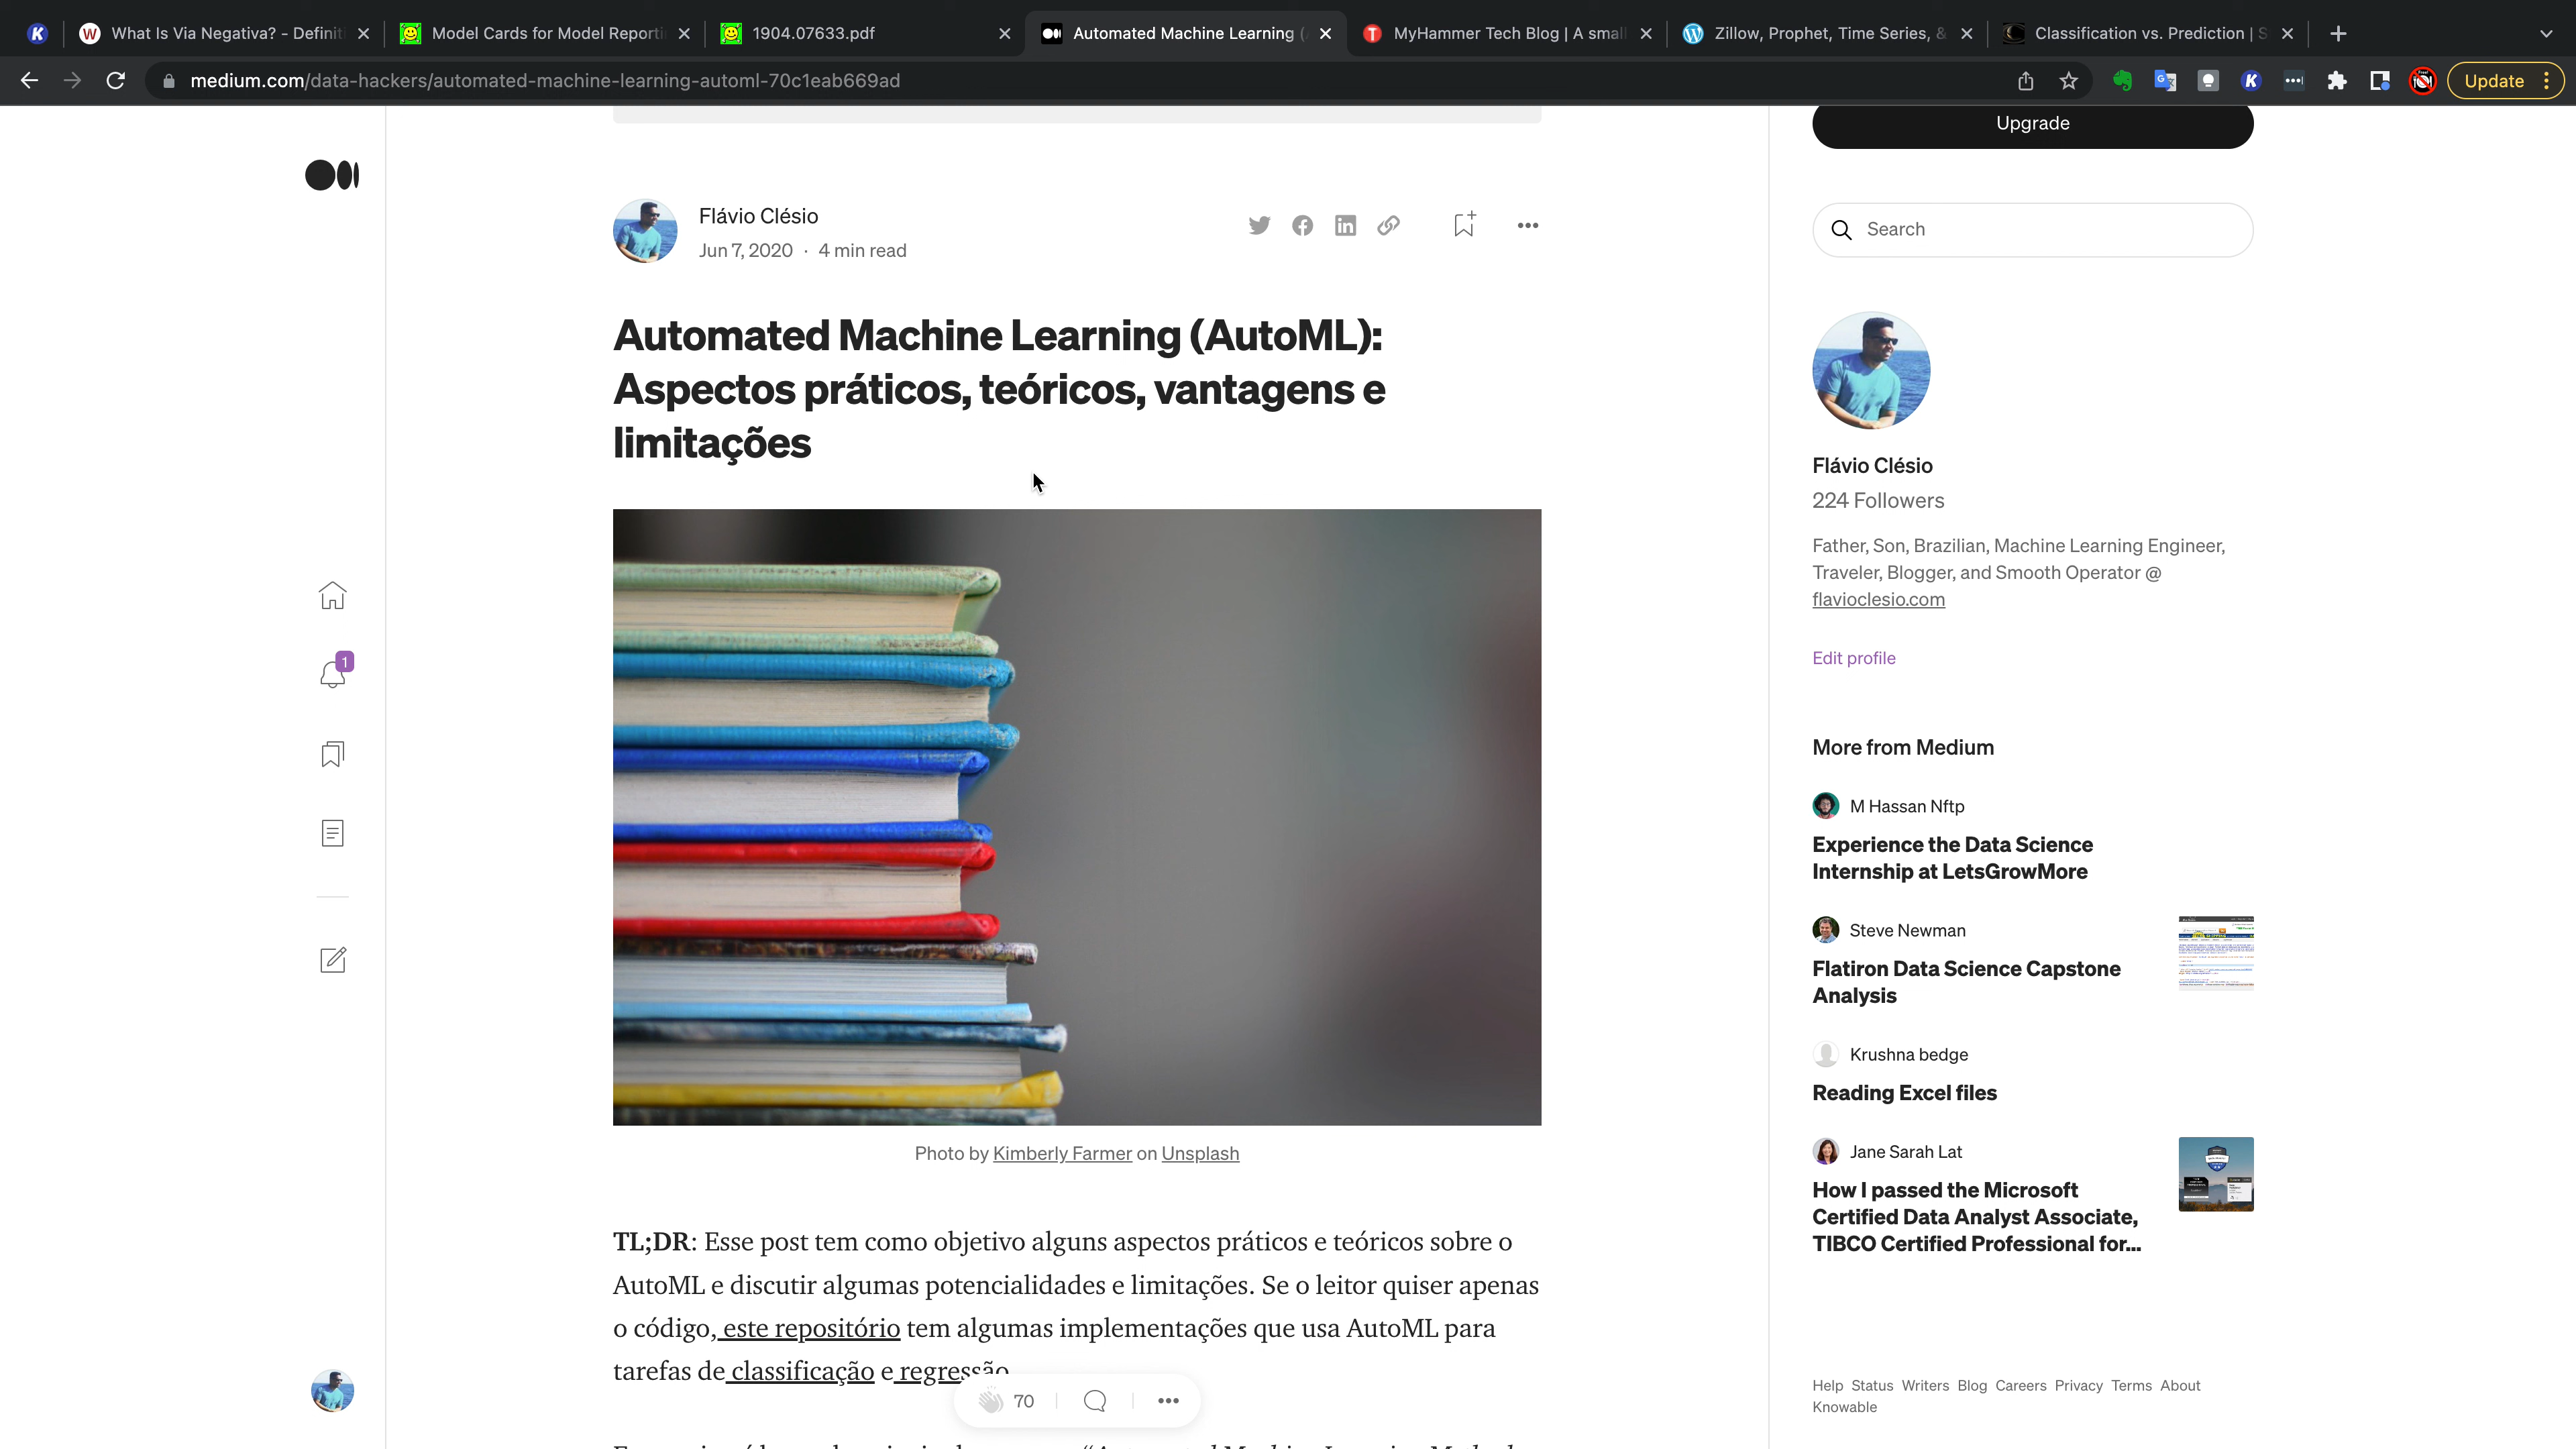 What Is Via Negativa? - Definiti
Model Cards for Model Reporti
1904.07633.pdf
Automated Machine Learning (
MyHammer Tech Blog | A small
Zillow, Prophet, Time Series, &
Classification vs. Prediction | S
medium.com/data-hackers/automated-machine-learning-automl-70c1eab669ad
Update
Flávio Clésio
Jun 7, 2020 · 4 min read
Automated Machine Learning (AutoML):
Aspectos práticos, teóricos, vantagens e
limitações
Photo by Kimberly Farmer on Unsplash
TL;DR: Esse post tem como objetivo alguns aspectos práticos e teóricos sobre o
AutoML e discutir algumas potencialidades e limitações. Se o leitor quiser apenas
o código, este repositório tem algumas implementações que usa AutoML para
tarefas de classificação e regressão
70
1
Upgrade
Search
Flávio Clésio
224 Followers
Father, Son, Brazilian, Machine Learning Engineer,
Traveler, Blogger, and Smooth Operator @
flavioclesio.com
Edit profile
More from Medium
M Hassan Nftp
Experience the Data Science
Internship at LetsGrowMore
Steve Newman
Flatiron Data Science Capstone
Analysis
Krushna bedge
Reading Excel files
Jane Sarah Lat
How I passed the Microsoft
Certified Data Analyst Associate,
TIBCO Certified Professional for...
Help Status Writers Blog Careers Privacy Terms About
Knowable